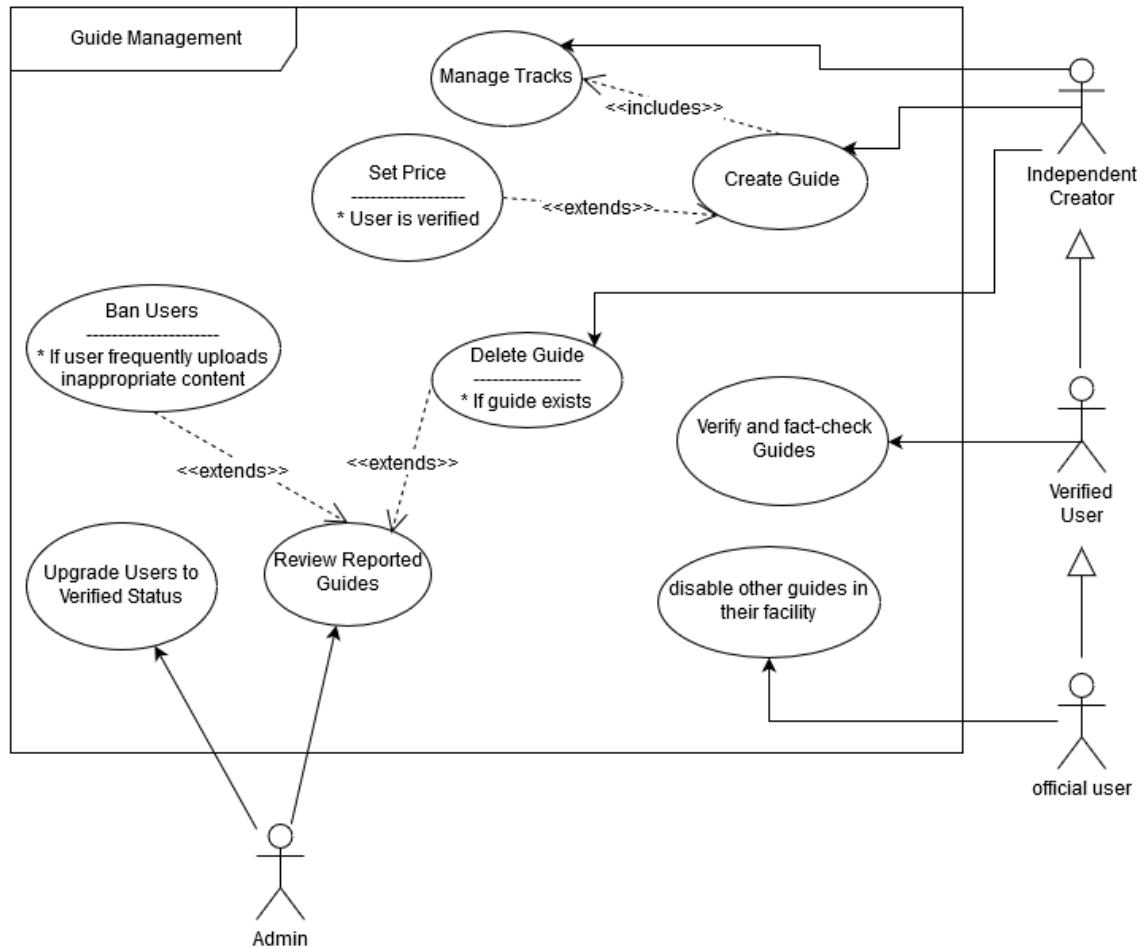 Guide Management
Manage Tracks
<<includes>>
Independent
Creator
Set Price
--------------------
* User is verified
<<extends>>
Create Guide
Ban Users
-------------------------
* If user frequently uploads
inappropriate content
Delete Guide
--------------------
* If guide exists
Verify and fact-check
Guides
Verified
User
<<extends>>
<<extends>>
Upgrade Users to
Verified Status
Review Reported
Guides
disable other guides in
their facility
official user
Admin